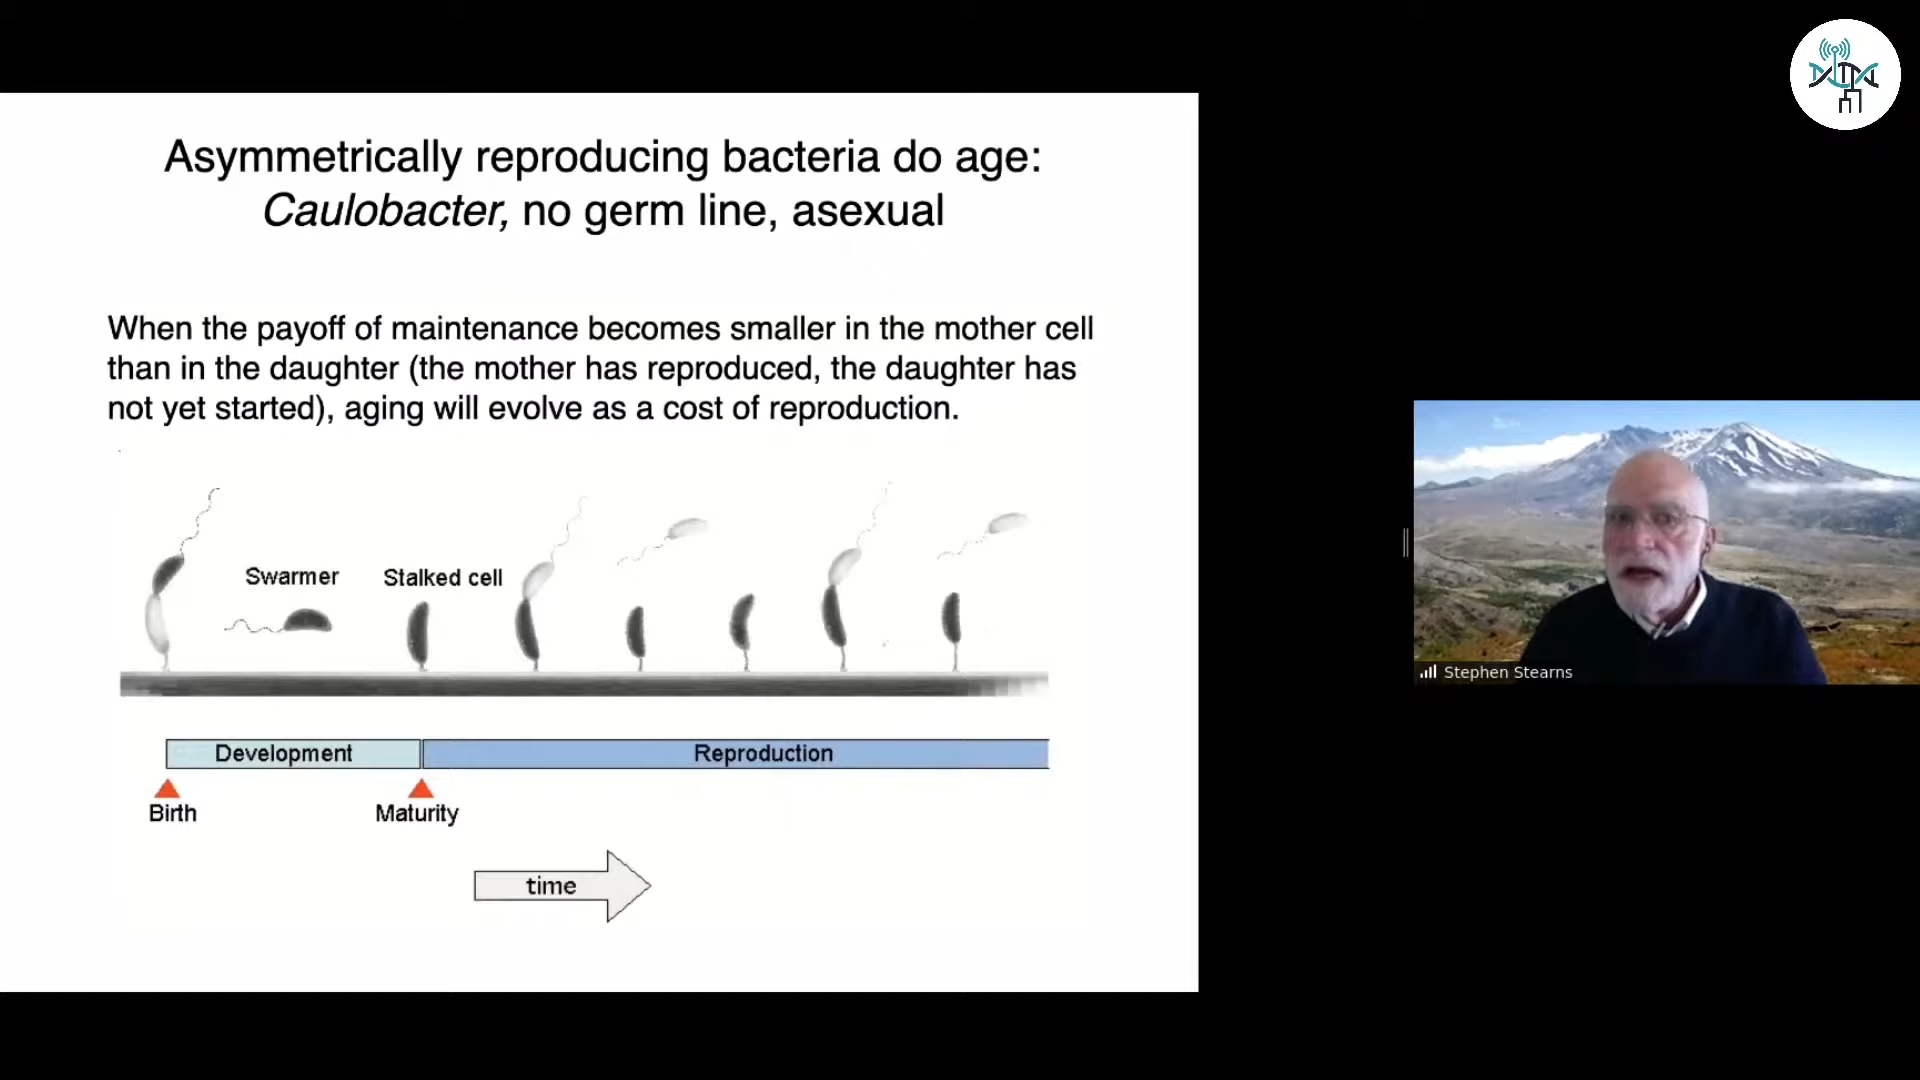 Asymmetrically reproducing bacteria do age:
Caulobacter, no germ line, asexual
When the payoff of maintenance becomes smaller in the mother cell
than in the daughter (the mother has reproduced, the daughter has
not yet started), aging will evolve as a cost of reproduction.
Swarmer
Stalked cell
Development
Reproduction
Birth
Maturity
time
Stephen Stearns